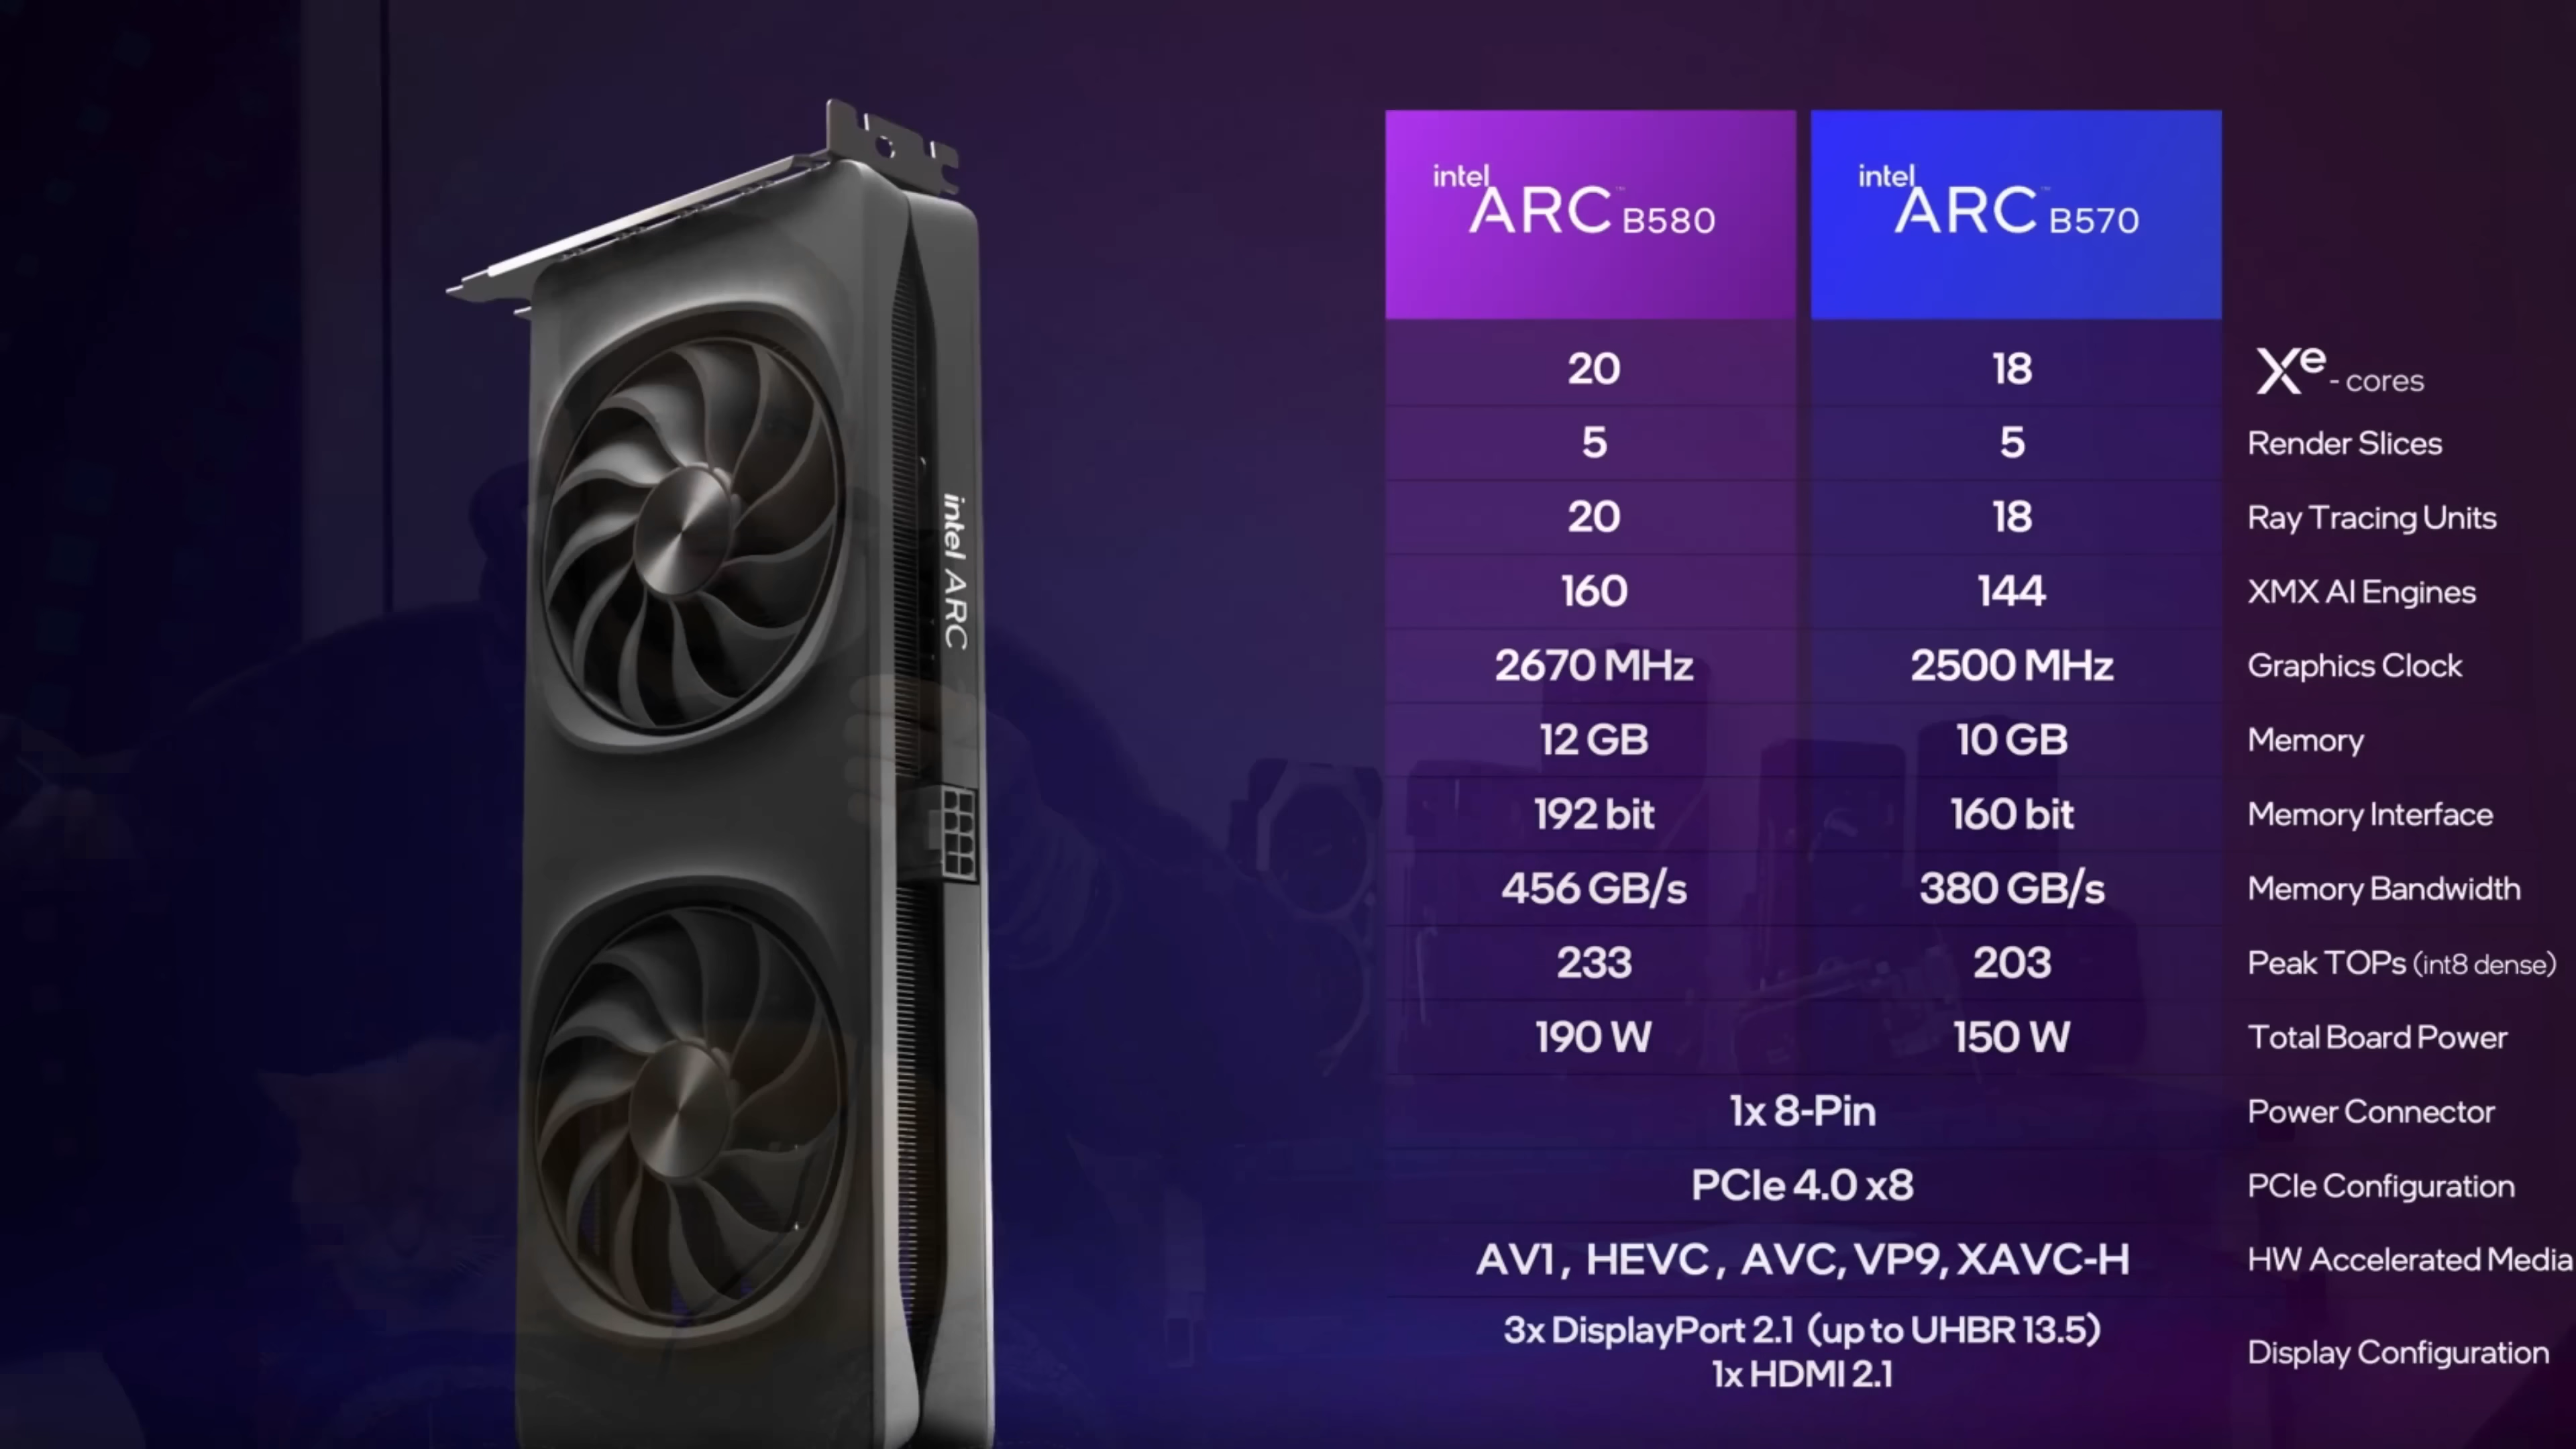 intel ARC
intel ARC™ B580
intel ARC™ B570
20 18 Xe - cores
5 5 Render Slices
20 18 Ray Tracing Units
160 144 XMX AI Engines
2670 MHz 2500 MHz Graphics Clock
12 GB 10 GB Memory
192 bit 160 bit Memory Interface
456 GB/s 380 GB/s Memory Bandwidth
233 203 Peak TOPs (int8 dense)
190 W 150 W Total Board Power
1x 8-Pin Power Connector
PCIe 4.0 x8 PCIe Configuration
AV1, HEVC, AVC, VP9, XAVC-H HW Accelerated Media
3x DisplayPort 2.1 (up to UHBR 13.5)
1x HDMI 2.1
Display Configuration